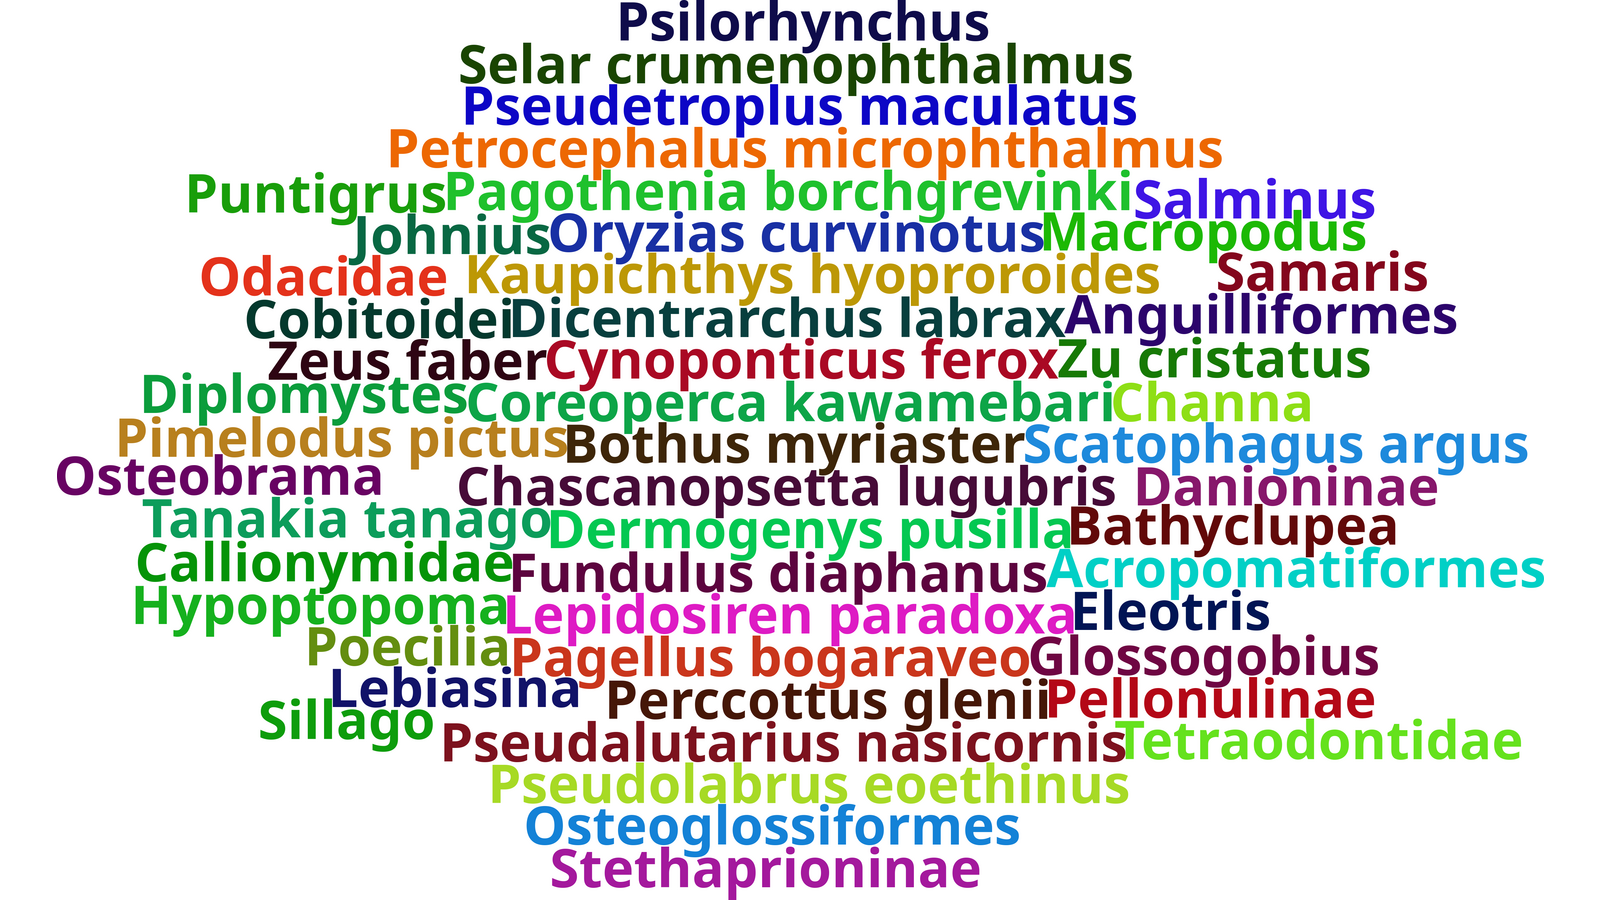 Psilorhynchus
Selar crumenophthalmus
Pseudetroplus maculatus
Petrocephalus microphthalmus
Puntigrus Pagothenia borchgrevinki Salminus
Johnius Oryzias curvinotus Macropodus
Odacidae Kaupichthys hyoproroides Samaris
Cobitoidei Dicentrarchus labrax Anguilliformes
Zeus faber Cynoponticus ferox Zu cristatus
Diplomystes Coreoperca kawamebari Channa
Pimelodus pictus Bothus myriaster Scatophagus argus
Osteobrama Chascanopsetta lugubris Danioninae
Tanakia tanago Dermogenys pusilla Bathyclupea
Callionymidae Fundulus diaphanus Acropomatiformes
Hypoptopoma Lepidosiren paradoxa Eleotris
Poecilia Pagellus bogaraveo Glossogobius
Lebiasina Perccottus glenii Pellonulinae
Sillago Pseudalutarius nasicornis Tetraodontidae
Pseudolabrus eoethinus
Osteoglossiformes
Stethaprioninae